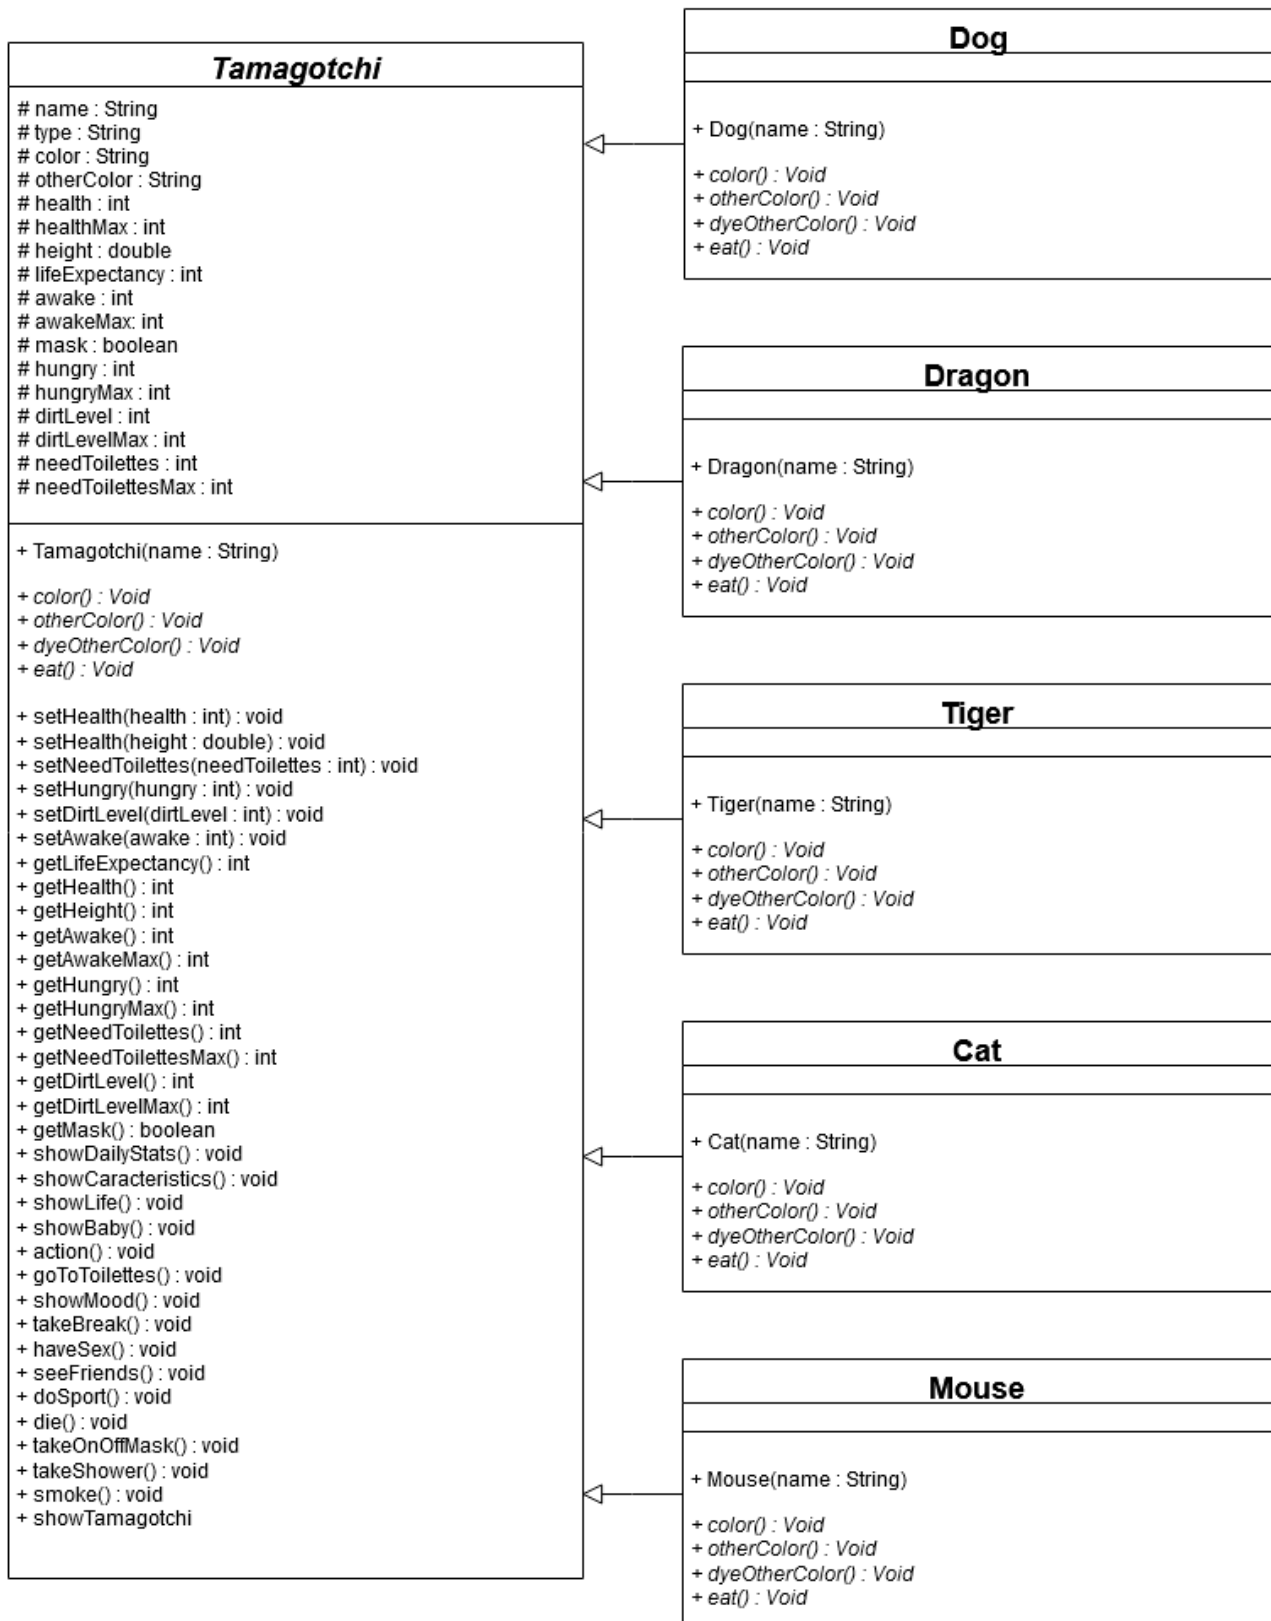 Tamagotchi
# name : String
# type : String
# color : String
# otherColor : String
# health : int
# healthMax : int
# height : double
# lifeExpectancy : int
# awake : int
# awakeMax: int
# mask : boolean
# hungry : int
# hungryMax : int
# dirtLevel : int
# dirtLevelMax : int
# needToilettes : int
# needToilettesMax : int
+ Tamagotchi(name : String)
+ color() : Void
+ otherColor() : Void
+ dyeOtherColor() : Void
+ eat() : Void
+ setHealth(health : int) : void
+ setHealth(height : double) : void
+ setNeedToilettes(needToilettes : int) : void
+ setHungry(hungry : int) : void
+ setDirtLevel(dirtLevel : int) : void
+ setAwake(awake : int) : void
+ getLifeExpectancy() : int
+ getHealth() : int
+ getHeight() : int
+ getAwake() : int
+ getAwakeMax() : int
+ getHungry() : int
+ getHungryMax() : int
+ getNeedToilettes() : int
+ getNeedToilettesMax() : int
+ getDirtLevel() : int
+ getDirtLevelMax() : int
+ getMask() : boolean
+ showDailyStats() : void
+ showCaracteristics() : void
+ showLife() : void
+ showBaby() : void
+ action() : void
+ goToToilettes() : void
+ showMood() : void
+ takeBreak() : void
+ haveSex() : void
+ seeFriends() : void
+ doSport() : void
+ die() : void
+ takeOnOffMask() : void
+ takeShower() : void
+ smoke() : void
+ showTamagotchi
Dog
+ Dog(name : String)
+ color() : Void
+ otherColor() : Void
+ dyeOtherColor() : Void
+ eat() : Void
Dragon
+ Dragon(name : String)
+ color() : Void
+ otherColor() : Void
+ dyeOtherColor() : Void
+ eat() : Void
Tiger
+ Tiger(name : String)
+ color() : Void
+ otherColor() : Void
+ dyeOtherColor() : Void
+ eat() : Void
Cat
+ Cat(name : String)
+ color() : Void
+ otherColor() : Void
+ dyeOtherColor() : Void
+ eat() : Void
Mouse
+ Mouse(name : String)
+ color() : Void
+ otherColor() : Void
+ dyeOtherColor() : Void
+ eat() : Void